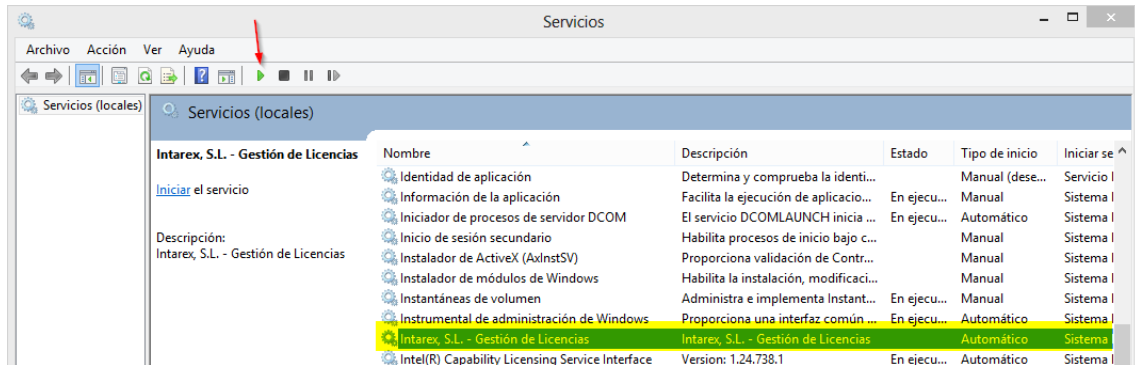 Servicios
Archivo Acción Ver Ayuda
Servicios (locales)
Servicios (locales)
Intarex, S.L. - Gestión de Licencias
Iniciar el servicio
Descripción:
Intarex, S.L. - Gestión de Licencias
Nombre Descripción Estado Tipo de inicio Iniciar se
Identidad de aplicación Determina y comprueba la identi... Manual (dese... Servicio l
Información de la aplicación Facilita la ejecución de aplicacio... En ejecu... Manual Sistema l
Iniciador de procesos de servidor DCOM El servicio DCOMLAUNCH inicia ... En ejecu... Automático Sistema l
Inicio de sesión secundario Habilita procesos de inicio bajo c... Manual Sistema l
Instalador de ActiveX (AxInstSV) Proporciona validación de Contr... Manual Sistema l
Instalador de módulos de Windows Habilita la instalación, modificaci... Manual Sistema l
Instantáneas de volumen Administra e implementa Instant... En ejecu... Manual Sistema l
Instrumental de administración de Windows Proporciona una interfaz común ... En ejecu... Automático Sistema l
Intarex, S.L. - Gestión de Licencias Intarex, S.L. - Gestión de Licencias Automático Sistema l
Intel(R) Capability Licensing Service Interface Version: 1.24.738.1 En ejecu... Automático Sistema l